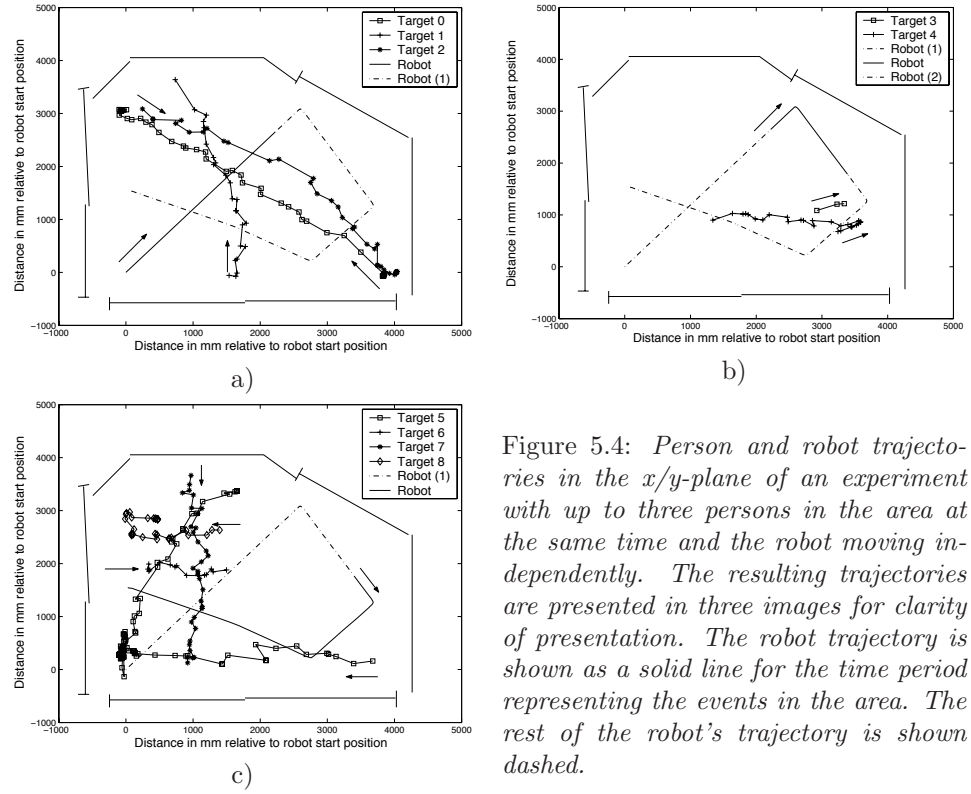 5000
4000
3000
2000
1000
0
-1000
-1000 0 1000 2000 3000 4000 5000
Distance in mm relative to robot start position
Distance in mm relative to robot start position
Target 0
Target 1
Target 2
Robot
Robot (1)
a)
5000
4000
3000
2000
1000
0
-1000
-1000 0 1000 2000 3000 4000 5000
Distance in mm relative to robot start position
Distance in mm relative to robot start position
Target 3
Target 4
Robot (1)
Robot
Robot (2)
b)
5000
4000
3000
2000
1000
0
-1000
-1000 0 1000 2000 3000 4000 5000
Distance in mm relative to robot start position
Distance in mm relative to robot start position
Target 5
Target 6
Target 7
Target 8
Robot (1)
Robot
c)
Figure 5.4: Person and robot trajecto-
ries in the x/y-plane of an experiment
with up to three persons in the area at
the same time and the robot moving in-
dependently. The resulting trajectories
are presented in three images for clarity
of presentation. The robot trajectory is
shown as a solid line for the time period
representing the events in the area. The
rest of the robot's trajectory is shown
dashed.